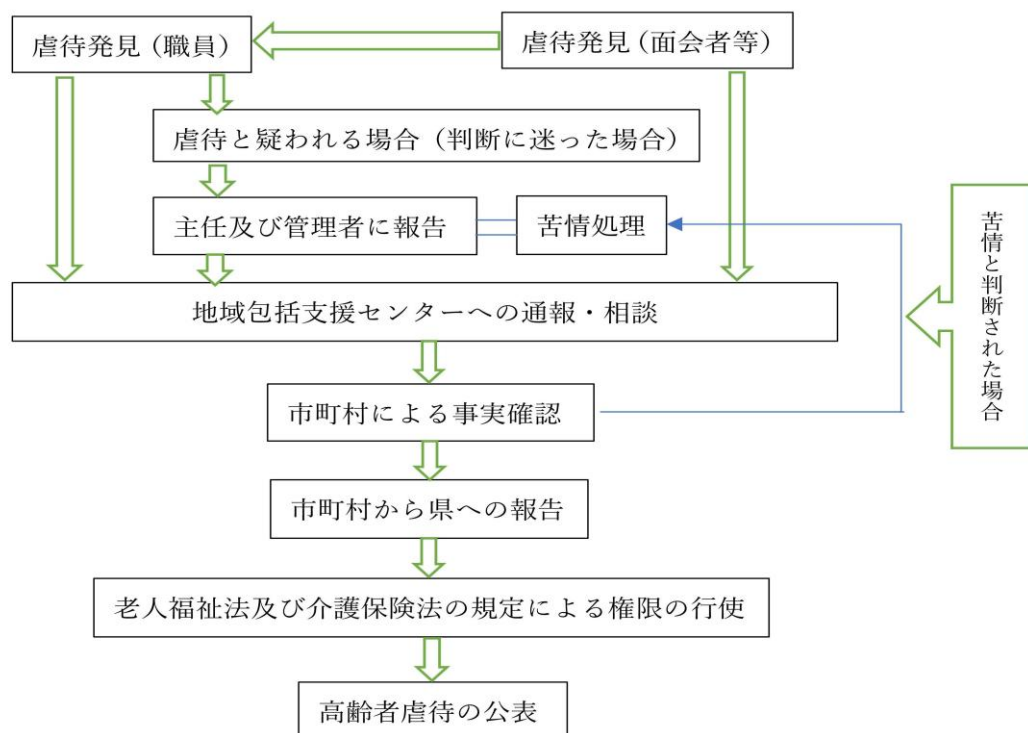 虐待発見（職員）
虐待発見（面会者等）
虐待と疑われる場合（判断に迷った場合）
主任及び管理者に報告
苦情処理
地域包括支援センターへの通報・相談
苦情と判断された場合
市町村による事実確認
市町村から県への報告
老人福祉法及び介護保険法の規定による権限の行使
高齢者虐待の公表